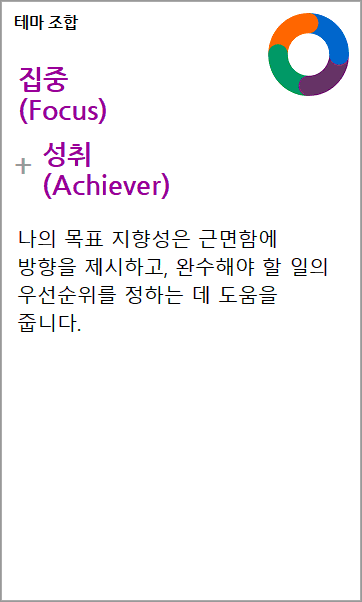 테마 조합
집중
(Focus)
+ 성취
(Achiever)
나의 목표 지향성은 근면함에
방향을 제시하고, 완수해야 할 일의
우선순위를 정하는 데 도움을
줍니다.